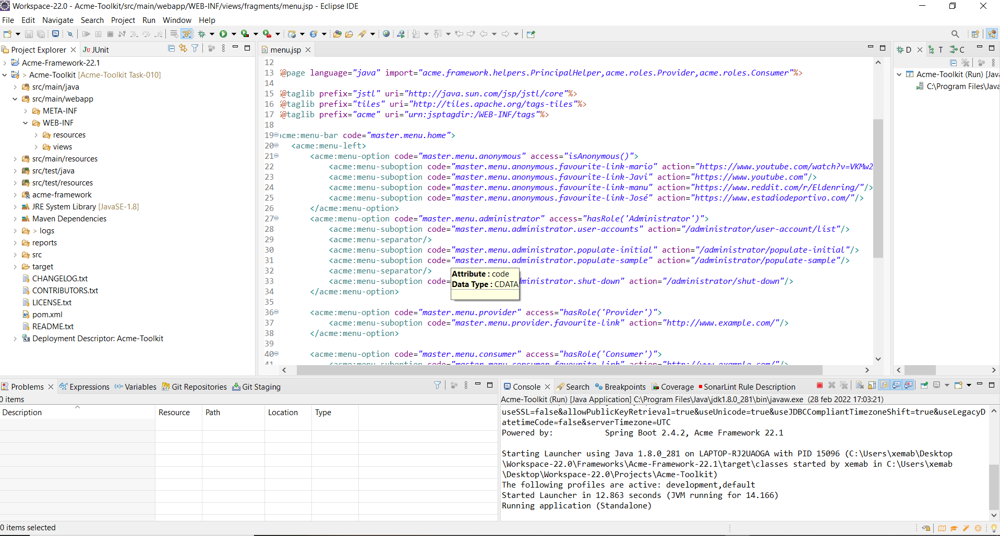 Workspace-22.0 - Acme-Toolkit/src/main/webapp/WEB-INF/views/fragments/menu.jsp - Eclipse IDE
File Edit Navigate Search Project Run Window Help
Project Explorer JUnit
Acme-Framework-22.1
> Acme-Toolkit [Acme-Toolkit Task-010]
src/main/java
src/main/webapp
META-INF
WEB-INF
resources
views
src/main/resources
src/test/java
src/test/resources
acme-framework
JRE System Library [JavaSE-1.8]
Maven Dependencies
> logs
reports
src
target
CHANGELOG.txt
CONTRIBUTORS.txt
LICENSE.txt
pom.xml
README.txt
Deployment Descriptor: Acme-Toolkit
menu.jsp
12
13 @page language="java" import="acme.framework.helpers.PrincipalHelper,acme.roles.Provider,acme.roles.Consumer"%>
14
15 @taglib prefix="jstl" uri="http://java.sun.com/jsp/jstl/core"%>
16 @taglib prefix="tiles" uri="http://tiles.apache.org/tags-tiles"%>
17 @taglib prefix="acme" uri="urn:jsptagdir:/WEB-INF/tags"%>
18
19 acme:menu-bar code="master.menu.home">
20 <acme:menu-left>
21 <acme:menu-option code="master.menu.anonymous" access="isAnonymous()">
22 <acme:menu-suboption code="master.menu.anonymous.favourite-link-mario" action="https://www.youtube.com/watch?v=VKMw2
23 <acme:menu-suboption code="master.menu.anonymous.favourite-link-Javi" action="https://www.youtube.com"/>
24 <acme:menu-suboption code="master.menu.anonymous.favourite-link-manu" action="https://www.reddit.com/r/Eldenring/"/>
25 <acme:menu-suboption code="master.menu.anonymous.favourite-link-José" action="https://www.estadiodeportivo.com/"/>
26 </acme:menu-option>
27 <acme:menu-option code="master.menu.administrator" access="hasRole('Administrator')">
28 <acme:menu-suboption code="master.menu.administrator.user-accounts" action="/administrator/user-account/list"/>
29 <acme:menu-separator/>
30 <acme:menu-suboption code="master.menu.administrator.populate-initial" action="/administrator/populate-initial"/>
31 <acme:menu-suboption code="master.menu.administrator.populate-sample" action="/administrator/populate-sample"/>
32 <acme:menu-separator/>
33 <acme:menu-suboption code= ministrator.shut-down" action="/administrator/shut-down"/>
34 </acme:menu-option>
35
36 <acme:menu-option code="master.menu.provider" access="hasRole('Provider')">
37 <acme:menu-suboption code="master.menu.provider.favourite-link" action="http://www.example.com/"/>
38 </acme:menu-option>
39
40 <acme:menu-option code="master.menu.consumer" access="hasRole('Consumer')">
41 <acme:menu-suboption code="master.menu.consumer.favourite-link" action="http://www.example.com/"/>
Attribute : code
Data Type : CDATA
D T C
Acme-Toolkit (Run) [Jav
C:\Program Files\Java
Problems Expressions Variables Git Repositories Git Staging
0 items
Description Resource Path Location Type
0 items selected
Console Search Breakpoints Coverage SonarLint Rule Description
Acme-Toolkit (Run) [Java Application] C:\Program Files\Java\jdk1.8.0_281\bin\javaw.exe (28 feb 2022 17:03:21)
useSSL=false&allowPublicKeyRetrieval=true&useUnicode=true&useJDBCCompliantTimezoneShift=true&useLegacyD
atetimeCode=false&serverTimezone=UTC
Powered by: Spring Boot 2.4.2, Acme Framework 22.1
Starting Launcher using Java 1.8.0_281 on LAPTOP-RJ2UAOGA with PID 15096 (C:\Users\xemab\Desktop
\Workspace-22.0\Frameworks\Acme-Framework-22.1\target\classes started by xemab in C:\Users\xemab
\Desktop\Workspace-22.0\Projects\Acme-Toolkit)
The following profiles are active: development,default
Started Launcher in 12.863 seconds (JVM running for 14.166)
Running application (Standalone)